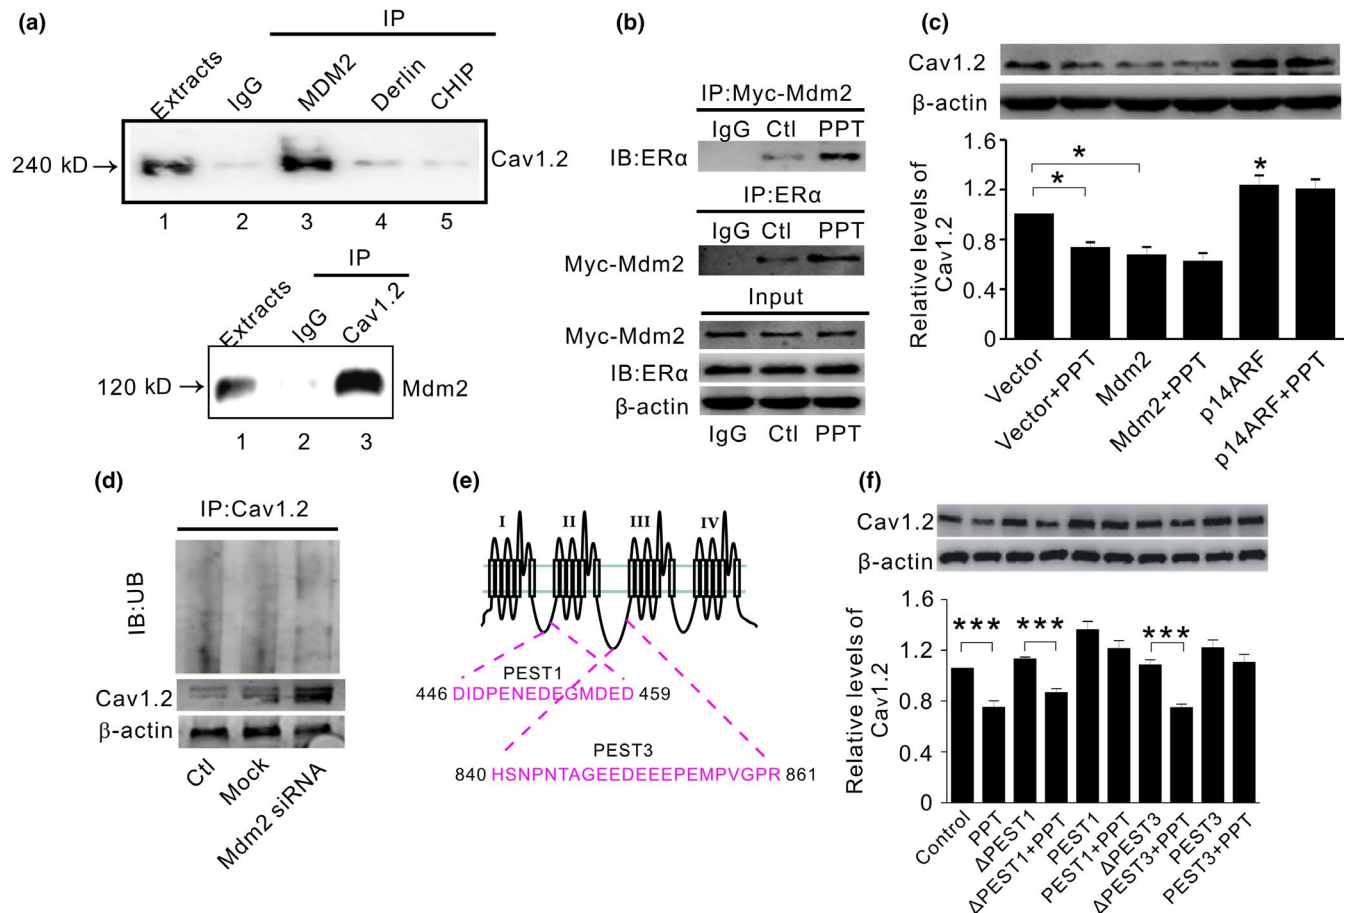 (a)
IP
Extracts
IgG
MDM2
Derlin
CHIP
240 kD →
Cav1.2
1 2 3 4 5
IP
Extracts
IgG
Cav1.2
120 kD →
Mdm2
1 2 3
(b)
IP:Myc-Mdm2
IgG Ctl PPT
IB:ERα
IP:ERα
IgG Ctl PPT
Myc-Mdm2
Input
Myc-Mdm2
IB:ERα
β-actin
IgG Ctl PPT
(c)
Cav1.2
β-actin
Relative levels of
Cav1.2
1.6
1.2
0.8
0.4
0
*
*
*
Vector
Vector+PPT
Mdm2
Mdm2+PPT
p14ARF
p14ARF+PPT
(d)
IP:Cav1.2
IB:UB
Cav1.2
β-actin
Ctl
Mock
Mdm2 siRNA
(e)
I II III IV
PEST1
446 DIDPENEDEGMDED 459
PEST3
840 HSNPNTAGEEDEEEPEMPVGPR 861
(f)
Cav1.2
β-actin
Relative levels of
Cav1.2
1.6
1.2
0.8
0.4
0
***
***
***
Control
PPT
ΔPEST1
ΔPEST1+PPT
PEST1
PEST1+PPT
ΔPEST3
ΔPEST3+PPT
PEST3
PEST3+PPT